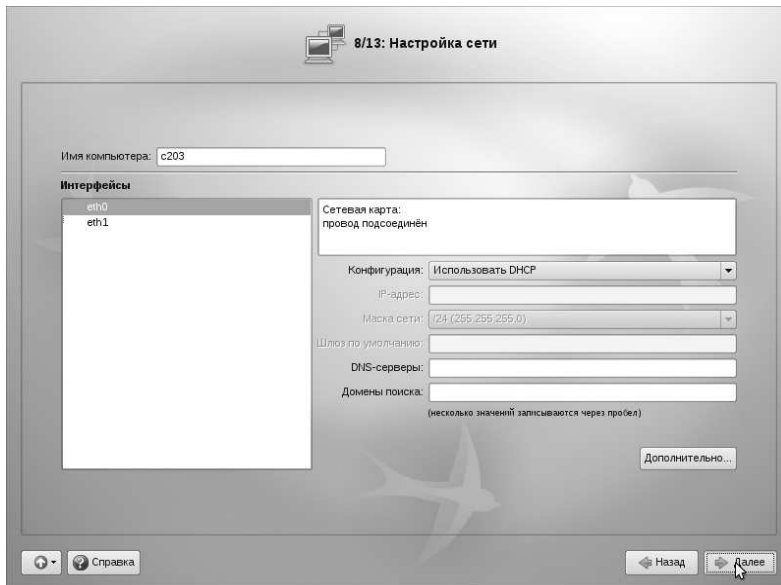 8/13: Настройка сети
Имя компьютера: c203
Интерфейсы
eth0
eth1
Сетевая карта:
провод подсоединён
Конфигурация: Использовать DHCP
IP-адрес:
Маска сети: /24 (255.255.255.0)
Шлюз по умолчанию:
DNS-серверы:
Домены поиска:
(несколько значений записываются через пробел)
Дополнительно...
Справка
Назад
Далее